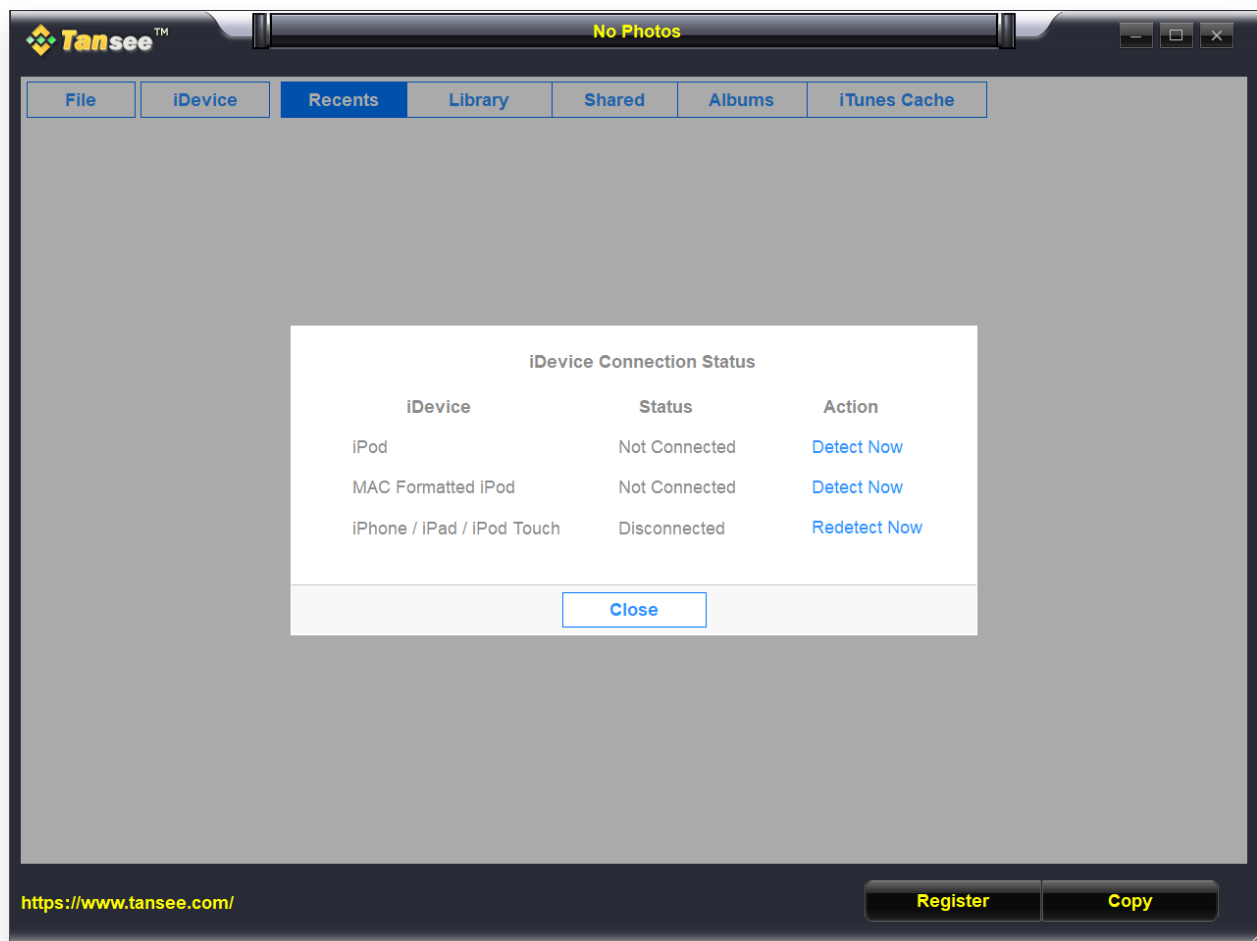 Tansee™
No Photos
File iDevice Recents Library Shared Albums iTunes Cache
iDevice Connection Status
iDevice Status Action
iPod Not Connected Detect Now
MAC Formatted iPod Not Connected Detect Now
iPhone / iPad / iPod Touch Disconnected Redetect Now
Close
https://www.tansee.com/ Register Copy